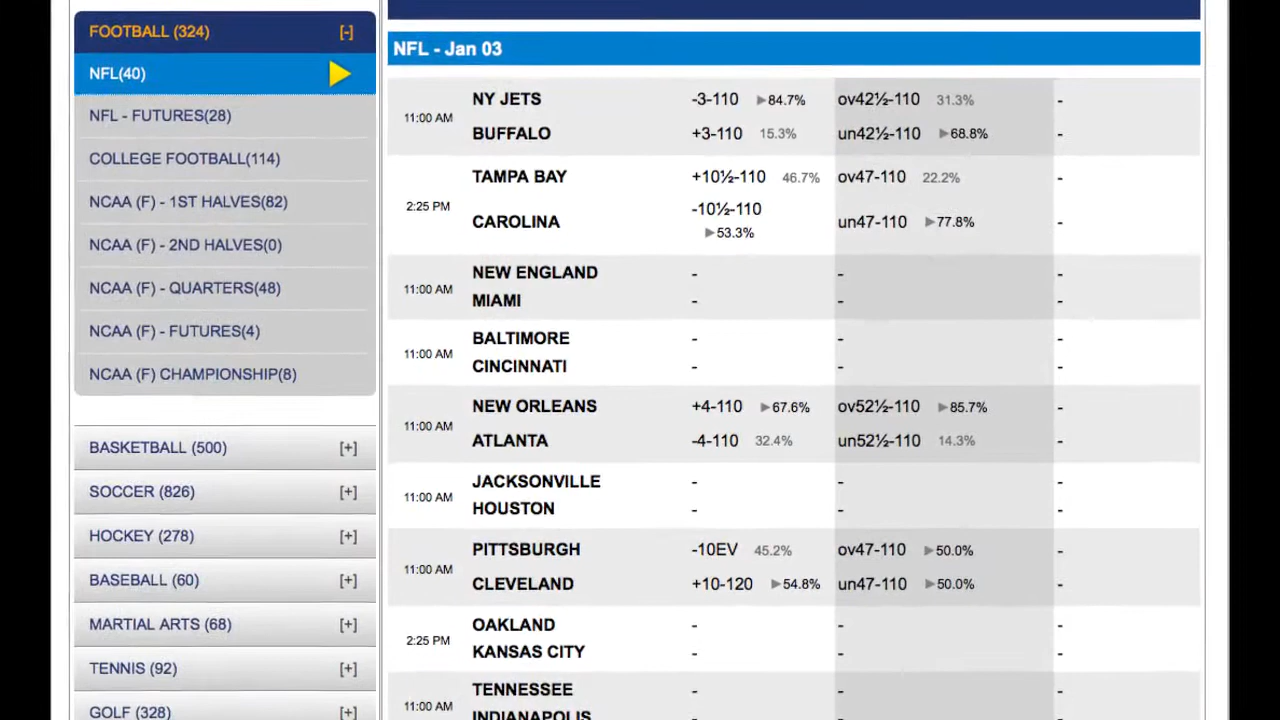 FOOTBALL (324) [-]
NFL(40)
NFL - FUTURES(28)
COLLEGE FOOTBALL(114)
NCAA (F) - 1ST HALVES(82)
NCAA (F) - 2ND HALVES(0)
NCAA (F) - QUARTERS(48)
NCAA (F) - FUTURES(4)
NCAA (F) CHAMPIONSHIP(8)
BASKETBALL (500) [+]
SOCCER (826) [+]
HOCKEY (278) [+]
BASEBALL (60) [+]
MARTIAL ARTS (68) [+]
TENNIS (92) [+]
GOLF (328) [+]
NFL - Jan 03
NY JETS -3-110 ▶84.7% ov42½-110 31.3% -
11:00 AM
BUFFALO +3-110 15.3% un42½-110 ▶68.8% -
TAMPA BAY +10½-110 46.7% ov47-110 22.2% -
2:25 PM
CAROLINA -10½-110 ▶53.3% un47-110 ▶77.8% -
NEW ENGLAND - - -
11:00 AM
MIAMI - - -
BALTIMORE - - -
11:00 AM
CINCINNATI - - -
NEW ORLEANS +4-110 ▶67.6% ov52½-110 ▶85.7% -
11:00 AM
ATLANTA -4-110 32.4% un52½-110 14.3% -
JACKSONVILLE - - -
11:00 AM
HOUSTON - - -
PITTSBURGH -10EV 45.2% ov47-110 ▶50.0% -
11:00 AM
CLEVELAND +10-120 ▶54.8% un47-110 ▶50.0% -
OAKLAND - - -
2:25 PM
KANSAS CITY - - -
TENNESSEE - - -
11:00 AM
INDIANAPOLIS - - -